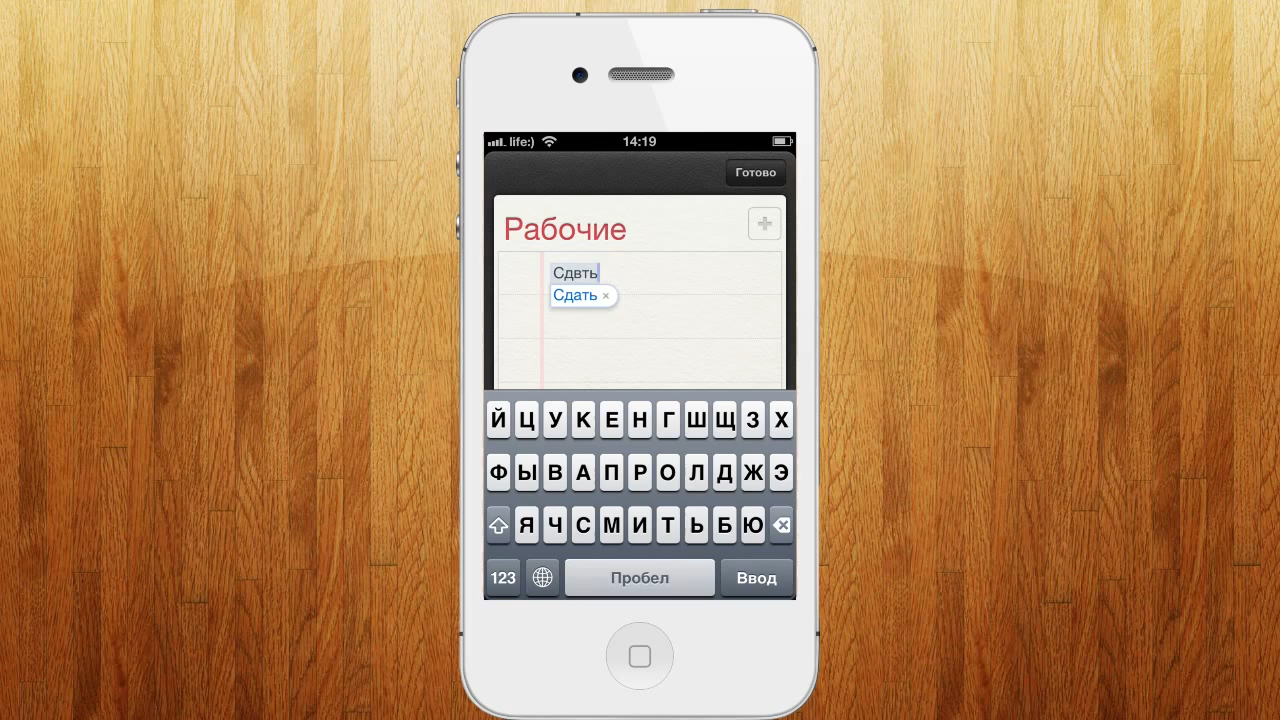 life:) 14:19
Готово
Рабочие
Сдвть
Сдать ×
Й Ц У К Е Н Г Ш Щ З Х
Ф Ы В А П Р О Л Д Ж Э
Я Ч С М И Т Ь Б Ю
123 Пробел Ввод